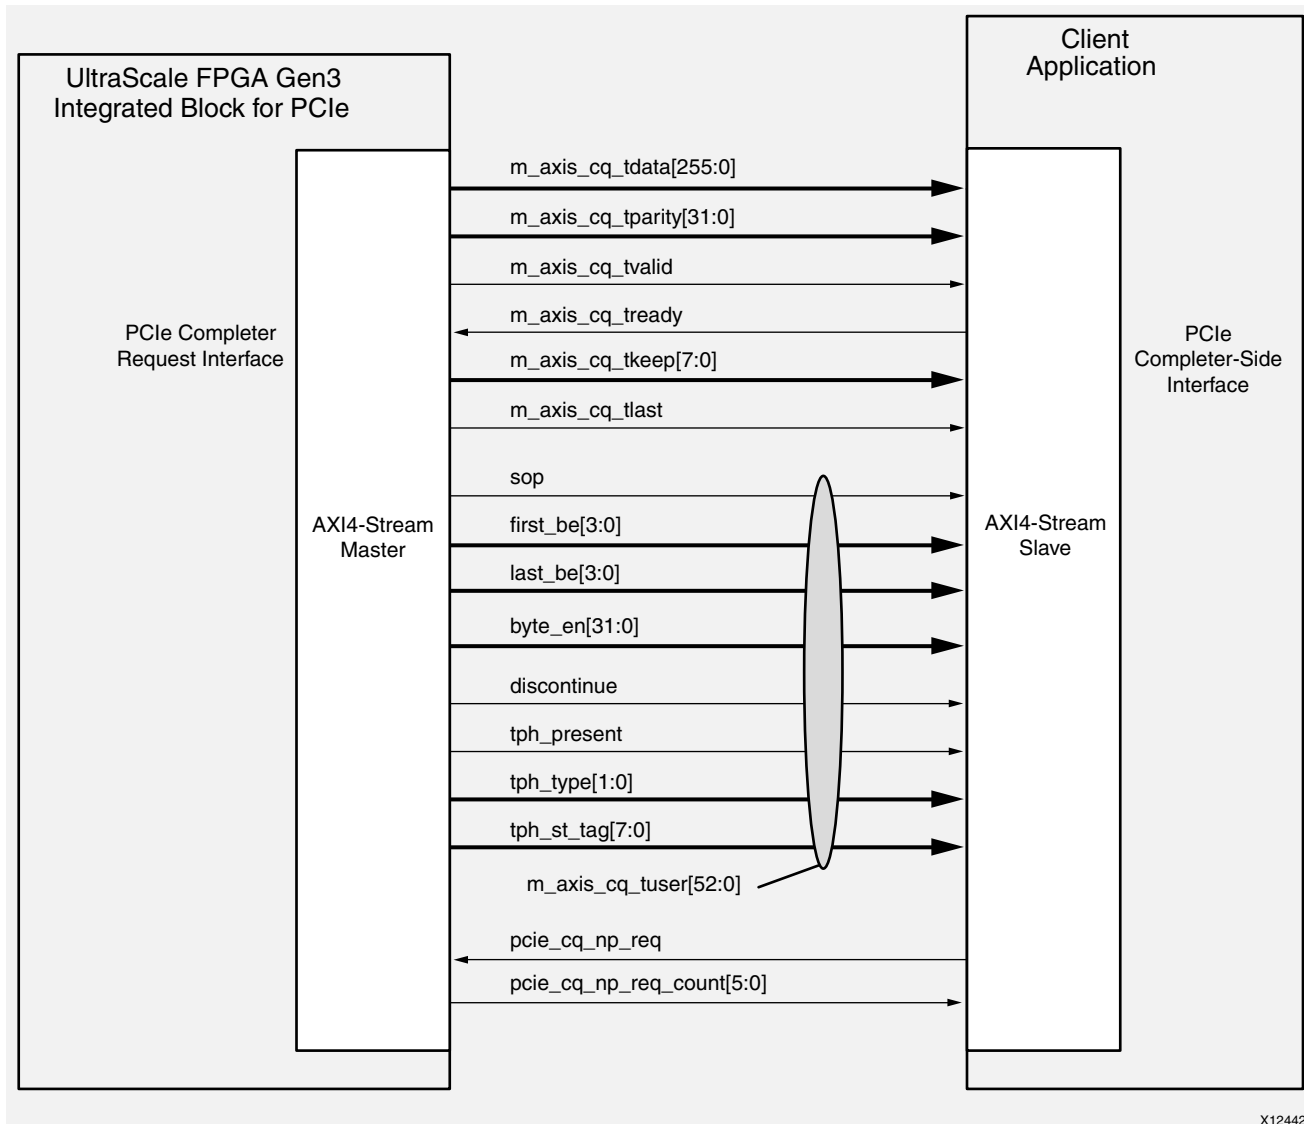 Client
Application
UltraScale FPGA Gen3
Integrated Block for PCIe
m_axis_cq_tdata[255:0]
m_axis_cq_tparity[31:0]
m_axis_cq_tvalid
m_axis_cq_tready
PCIe Completer
Request Interface
PCIe
Completer-Side
Interface
m_axis_cq_tkeep[7:0]
m_axis_cq_tlast
sop
AXI4-Stream
Master
first_be[3:0]
AXI4-Stream
Slave
last_be[3:0]
byte_en[31:0]
discontinue
tph_present
tph_type[1:0]
tph_st_tag[7:0]
m_axis_cq_tuser[52:0]
pcie_cq_np_req
pcie_cq_np_req_count[5:0]
X12442